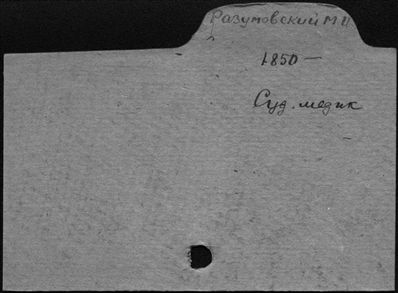 Разумовский М И
1850 —
Суд. медик